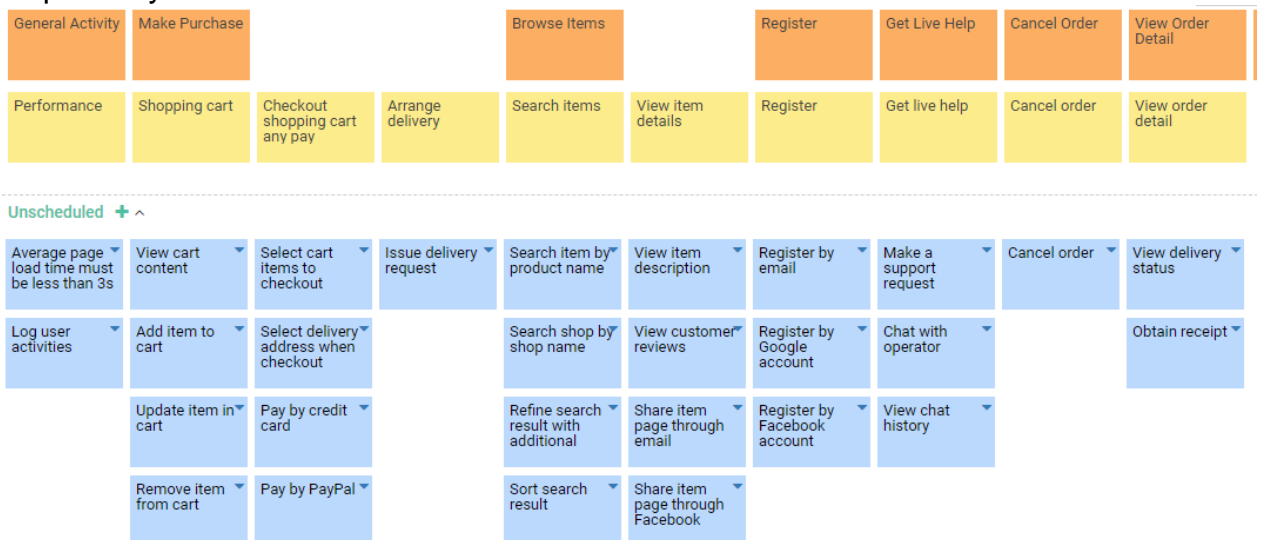 General Activity
Make Purchase
Browse Items
Register
Get Live Help
Cancel Order
View Order
Detail
Performance
Shopping cart
Checkout
shopping cart
any pay
Arrange
delivery
Search items
View item
details
Register
Get live help
Cancel order
View order
detail
Unscheduled
Average page
load time must
be less than 3s
View cart
content
Select cart
items to
checkout
Issue delivery
request
Search item by
product name
View item
description
Register by
email
Make a
support
request
Cancel order
View delivery
status
Log user
activities
Add item to
cart
Select delivery
address when
checkout
Search shop by
shop name
View customer
reviews
Register by
Google
account
Chat with
operator
Obtain receipt
Update item in
cart
Pay by credit
card
Refine search
result with
additional
Share item
page through
email
Register by
Facebook
account
View chat
history
Remove item
from cart
Pay by PayPal
Sort search
result
Share item
page through
Facebook